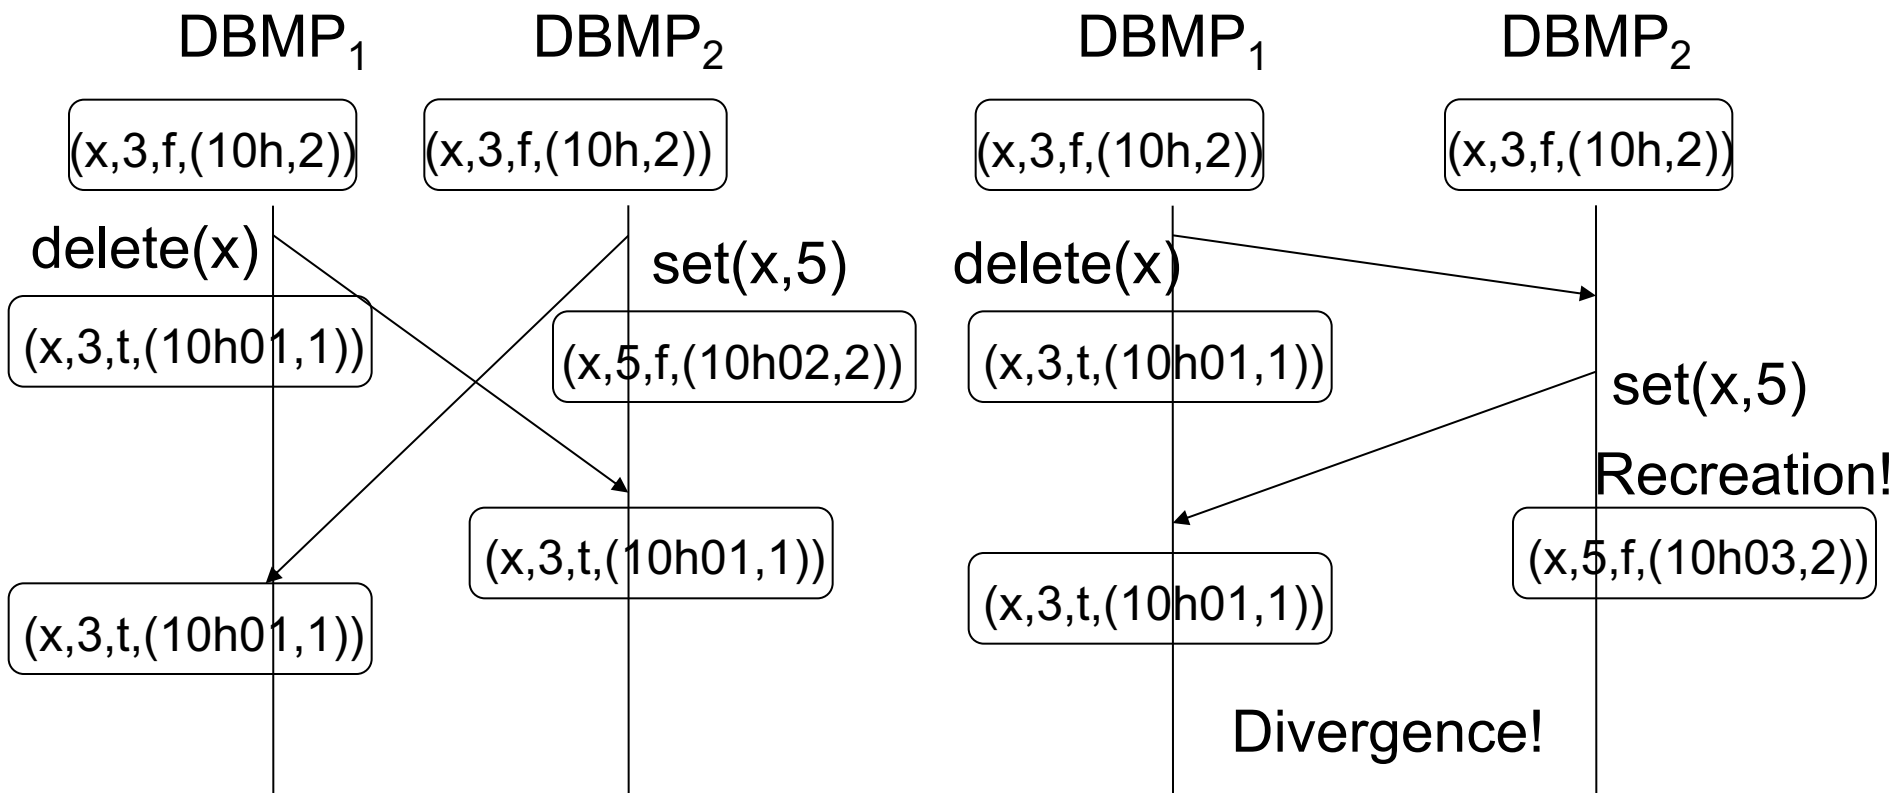 DBMP₁ DBMP₂ DBMP₁ DBMP₂
(x,3,f,(10h,2)) (x,3,f,(10h,2)) (x,3,f,(10h,2)) (x,3,f,(10h,2))
delete(x) set(x,5) delete(x)
(x,3,t,(10h01,1)) (x,5,f,(10h02,2)) (x,3,t,(10h01,1))
set(x,5)
Recreation!
(x,3,t,(10h01,1)) (x,5,f,(10h03,2))
(x,3,t,(10h01,1)) (x,3,t,(10h01,1))
Divergence!